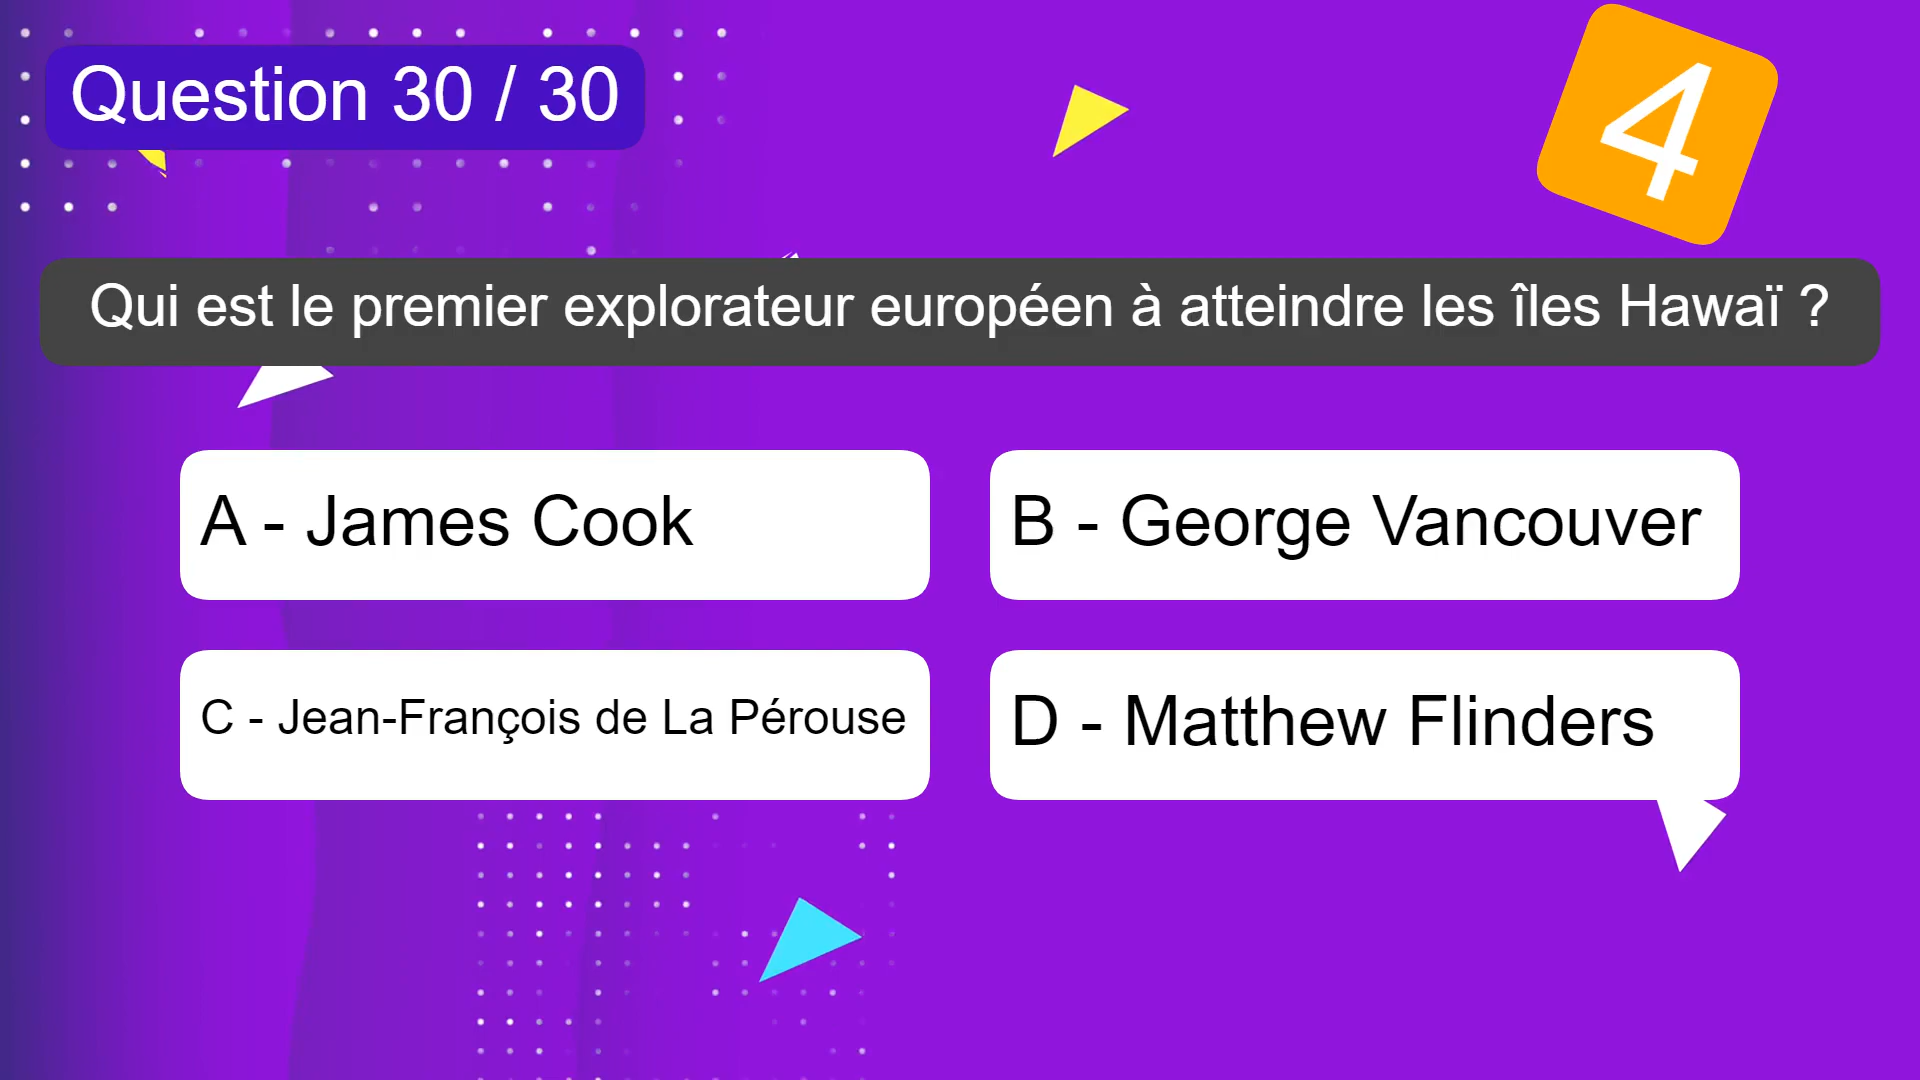 Question 30 / 30
4
Qui est le premier explorateur européen à atteindre les îles Hawaï ?
A - James Cook
B - George Vancouver
C - Jean-François de La Pérouse
D - Matthew Flinders